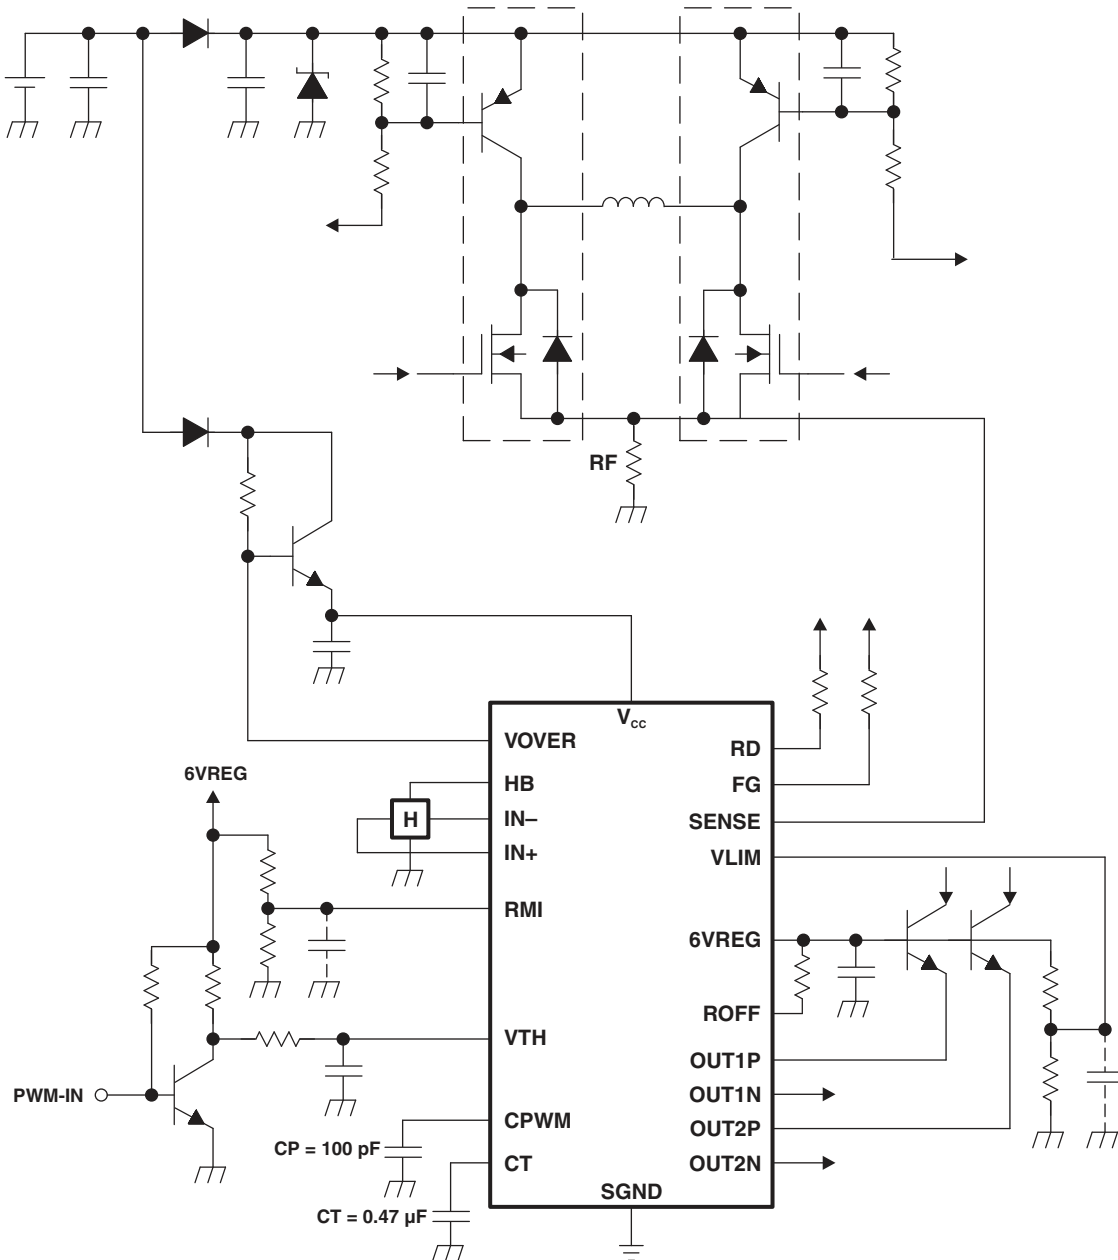 RF
V_CC
VOVER
RD
6VREG
HB
FG
H
IN–
SENSE
IN+
VLIM
RMI
6VREG
ROFF
VTH
OUT1P
PWM-IN
OUT1N
CPWM
OUT2P
CP = 100 pF
CT
OUT2N
SGND
CT = 0.47 µF